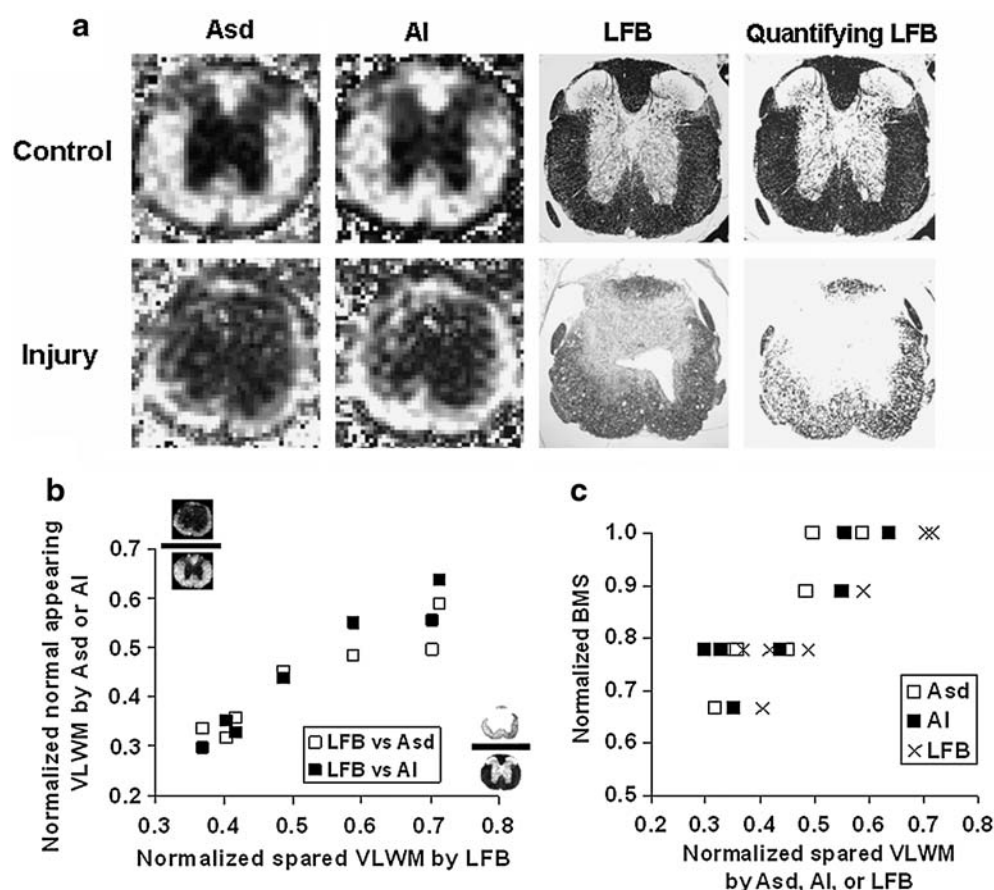 a
Asd AI LFB Quantifying LFB
Control
Injury
b
Normalized normal appearing
VLWM by Asd or AI
0.7
0.6
0.5
0.4
0.3
0.2
0.3 0.4 0.5 0.6 0.7 0.8
Normalized spared VLWM by LFB
LFB vs Asd
LFB vs AI
c
Normalized BMS
1.0
0.9
0.8
0.7
0.6
0.5
0.2 0.3 0.4 0.5 0.6 0.7 0.8
Normalized spared VLWM
by Asd, AI, or LFB
Asd
AI
LFB